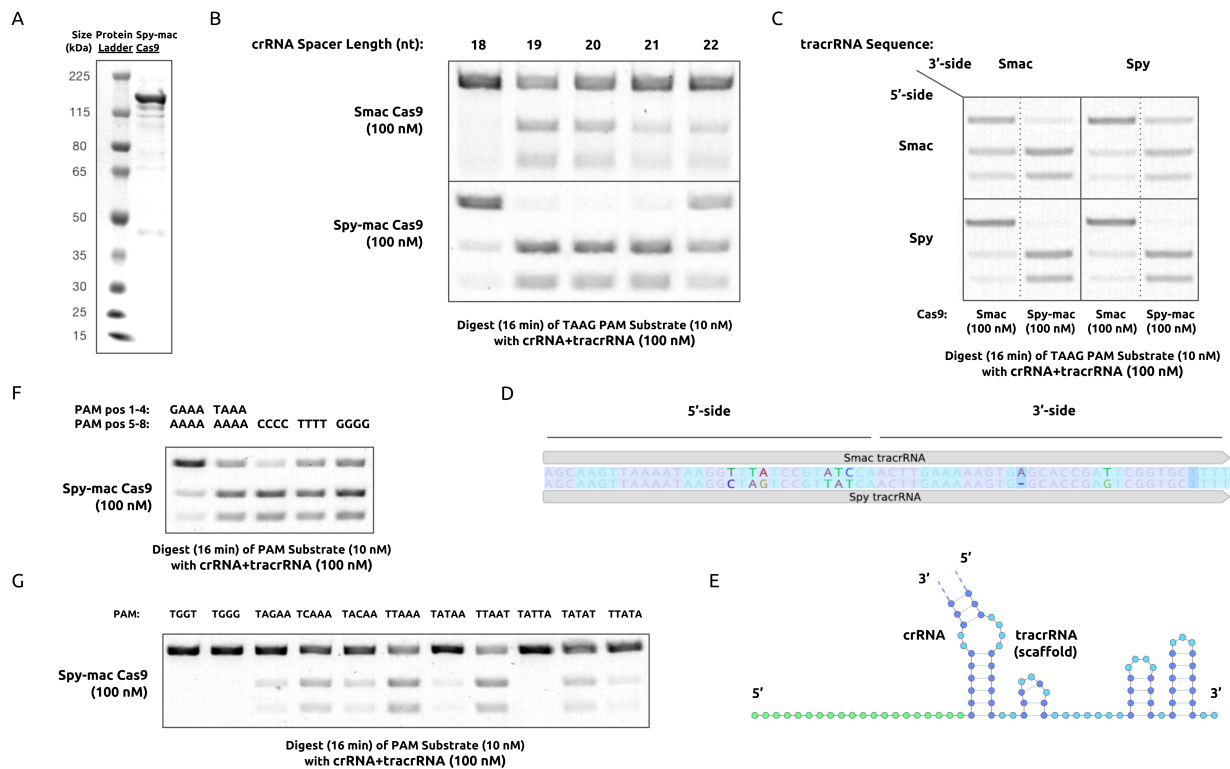 A
Size Protein Spy-mac
(kDa) Ladder Cas9
225
115
80
65
50
35
30
25
15
B
crRNA Spacer Length (nt): 18 19 20 21 22
Smac Cas9
(100 nM)
Spy-mac Cas9
(100 nM)
Digest (16 min) of TAAG PAM Substrate (10 nM)
with crRNA+tracrRNA (100 nM)
C
tracrRNA Sequence:
3'-side Smac Spy
5'-side
Smac
Spy
Cas9: Smac Spy-mac Smac Spy-mac
(100 nM) (100 nM) (100 nM) (100 nM)
Digest (16 min) of TAAG PAM Substrate (10 nM)
with crRNA+tracrRNA (100 nM)
F
PAM pos 1-4: GAAA TAAA
PAM pos 5-8: AAAA AAAA CCCC TTTT GGGG
Spy-mac Cas9
(100 nM)
Digest (16 min) of PAM Substrate (10 nM)
with crRNA+tracrRNA (100 nM)
D
5'-side 3'-side
Smac tracrRNA
Spy tracrRNA
G
PAM: TGGT TGGG TAGAA TCAAA TACAA TTAAA TATAA TTAAT TATTA TATAT TTATA
Spy-mac Cas9
(100 nM)
Digest (16 min) of PAM Substrate (10 nM)
with crRNA+tracrRNA (100 nM)
E
5'
3'
crRNA tracrRNA
(scaffold)
5' 3'